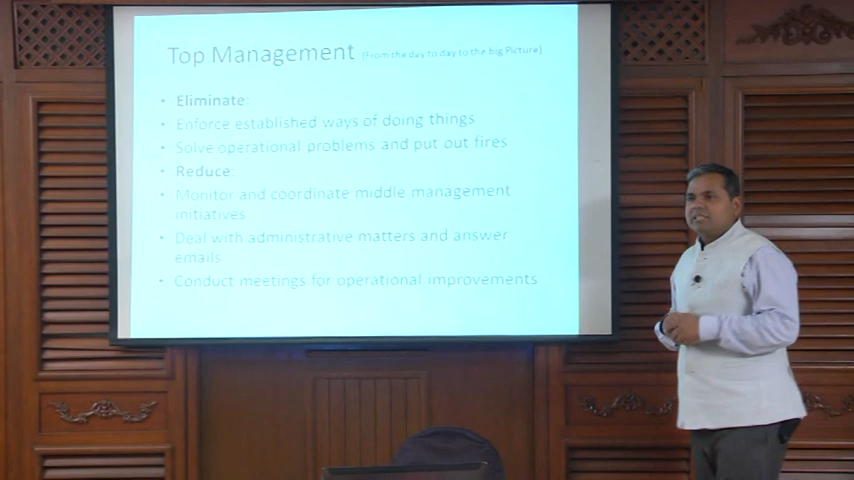 Top Management (From the day to day to the big Picture)
• Eliminate:
• Enforce established ways of doing things
• Solve operational problems and put out fires
• Reduce:
• Monitor and coordinate middle management
initiatives
• Deal with administrative matters and answer
emails
• Conduct meetings for operational improvements